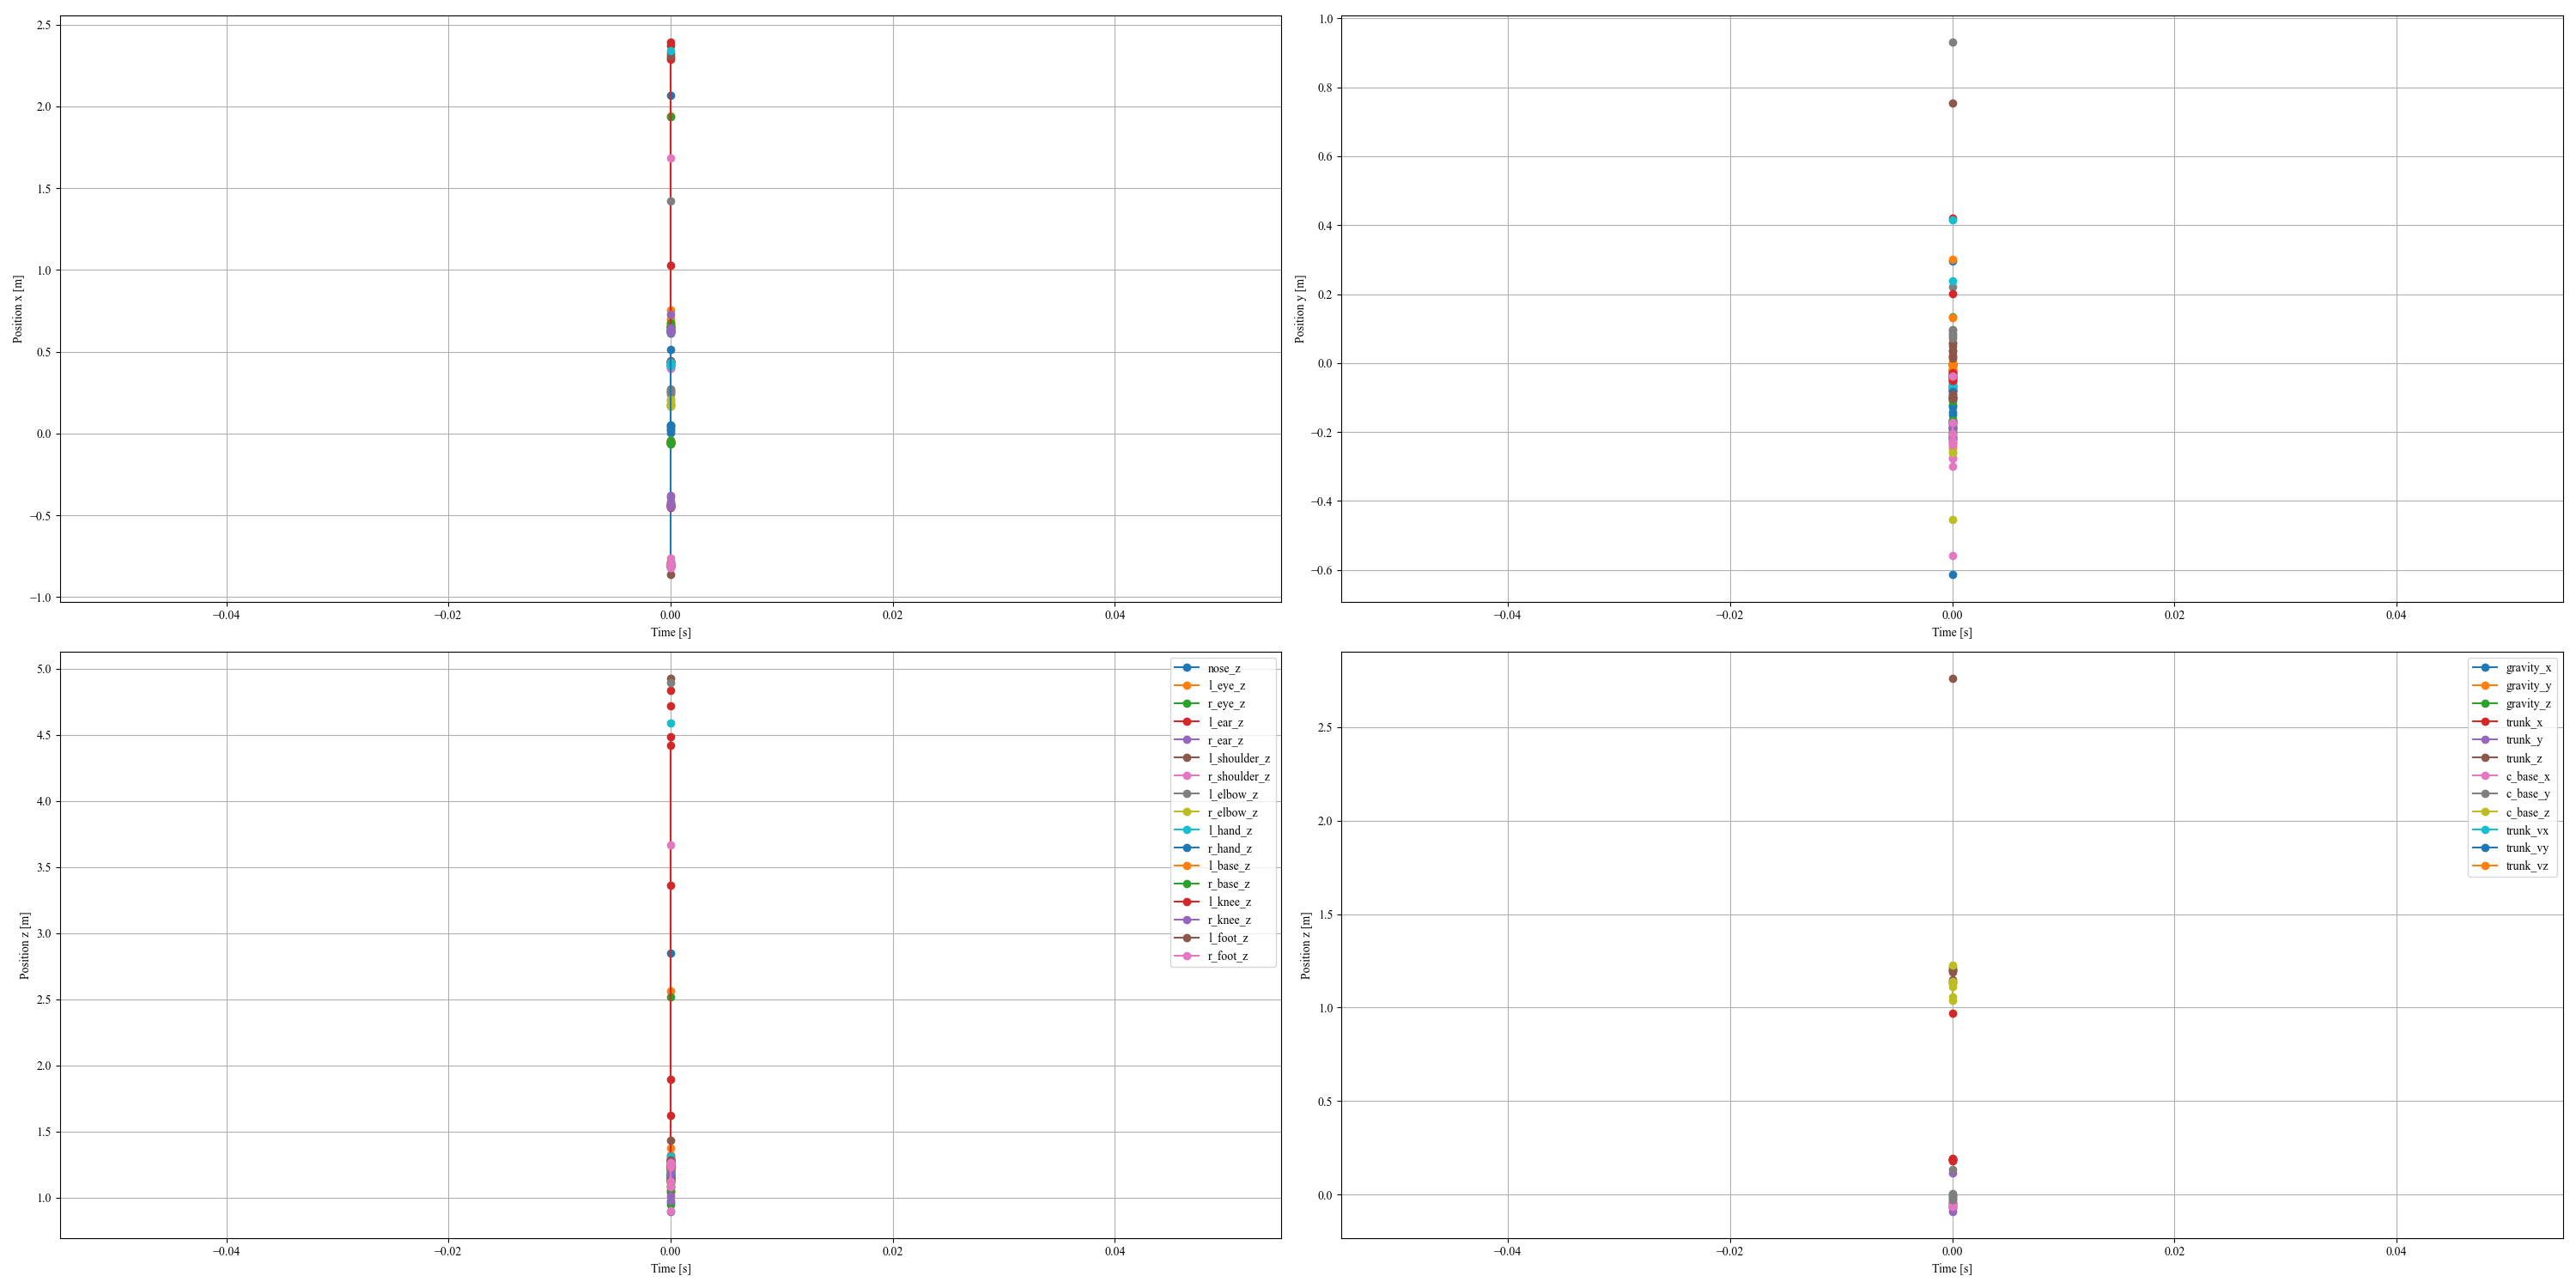 2.5
2.0
1.5
1.0
0.5
0.0
−0.5
−1.0
Position x [m]
−0.04 −0.02 0.00 0.02 0.04
Time [s]
1.0
0.8
0.6
0.4
0.2
0.0
−0.2
−0.4
−0.6
Position y [m]
−0.04 −0.02 0.00 0.02 0.04
Time [s]
5.0
4.5
4.0
3.5
3.0
2.5
2.0
1.5
1.0
Position z [m]
nose_z
l_eye_z
r_eye_z
l_ear_z
r_ear_z
l_shoulder_z
r_shoulder_z
l_elbow_z
r_elbow_z
l_hand_z
r_hand_z
l_base_z
r_base_z
l_knee_z
r_knee_z
l_foot_z
r_foot_z
−0.04 −0.02 0.00 0.02 0.04
Time [s]
2.5
2.0
1.5
1.0
0.5
0.0
Position z [m]
gravity_x
gravity_y
gravity_z
trunk_x
trunk_y
trunk_z
c_base_x
c_base_y
c_base_z
trunk_vx
trunk_vy
trunk_vz
−0.04 −0.02 0.00 0.02 0.04
Time [s]